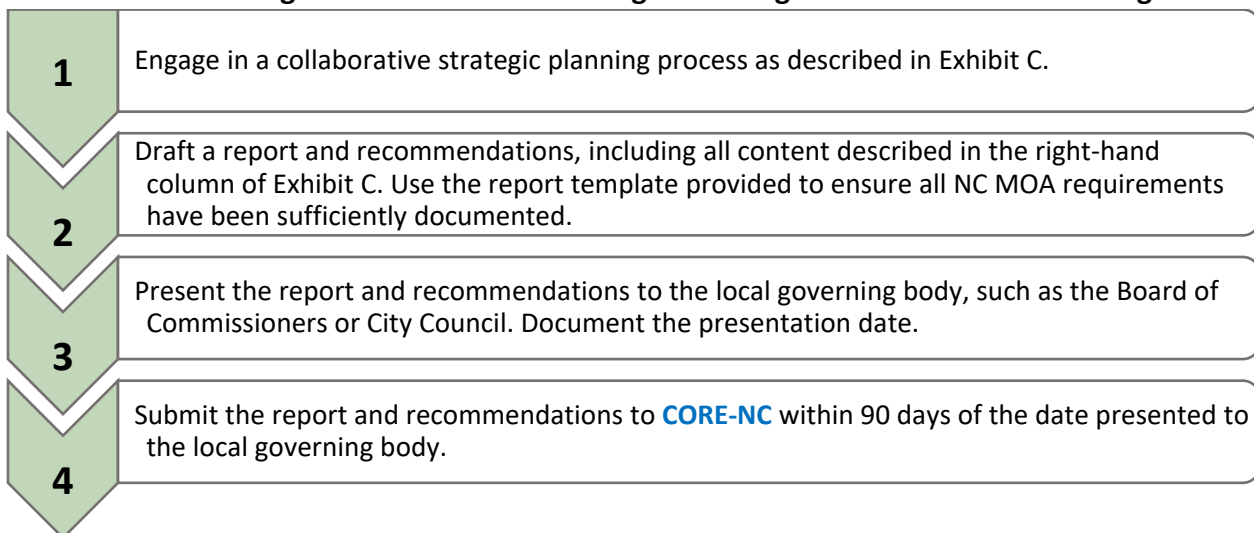 1
Engage in a collaborative strategic planning process as described in Exhibit C.
2
Draft a report and recommendations, including all content described in the right-hand
column of Exhibit C. Use the report template provided to ensure all NC MOA requirements
have been sufficiently documented.
3
Present the report and recommendations to the local governing body, such as the Board of
Commissioners or City Council. Document the presentation date.
4
Submit the report and recommendations to CORE-NC within 90 days of the date presented to
the local governing body.